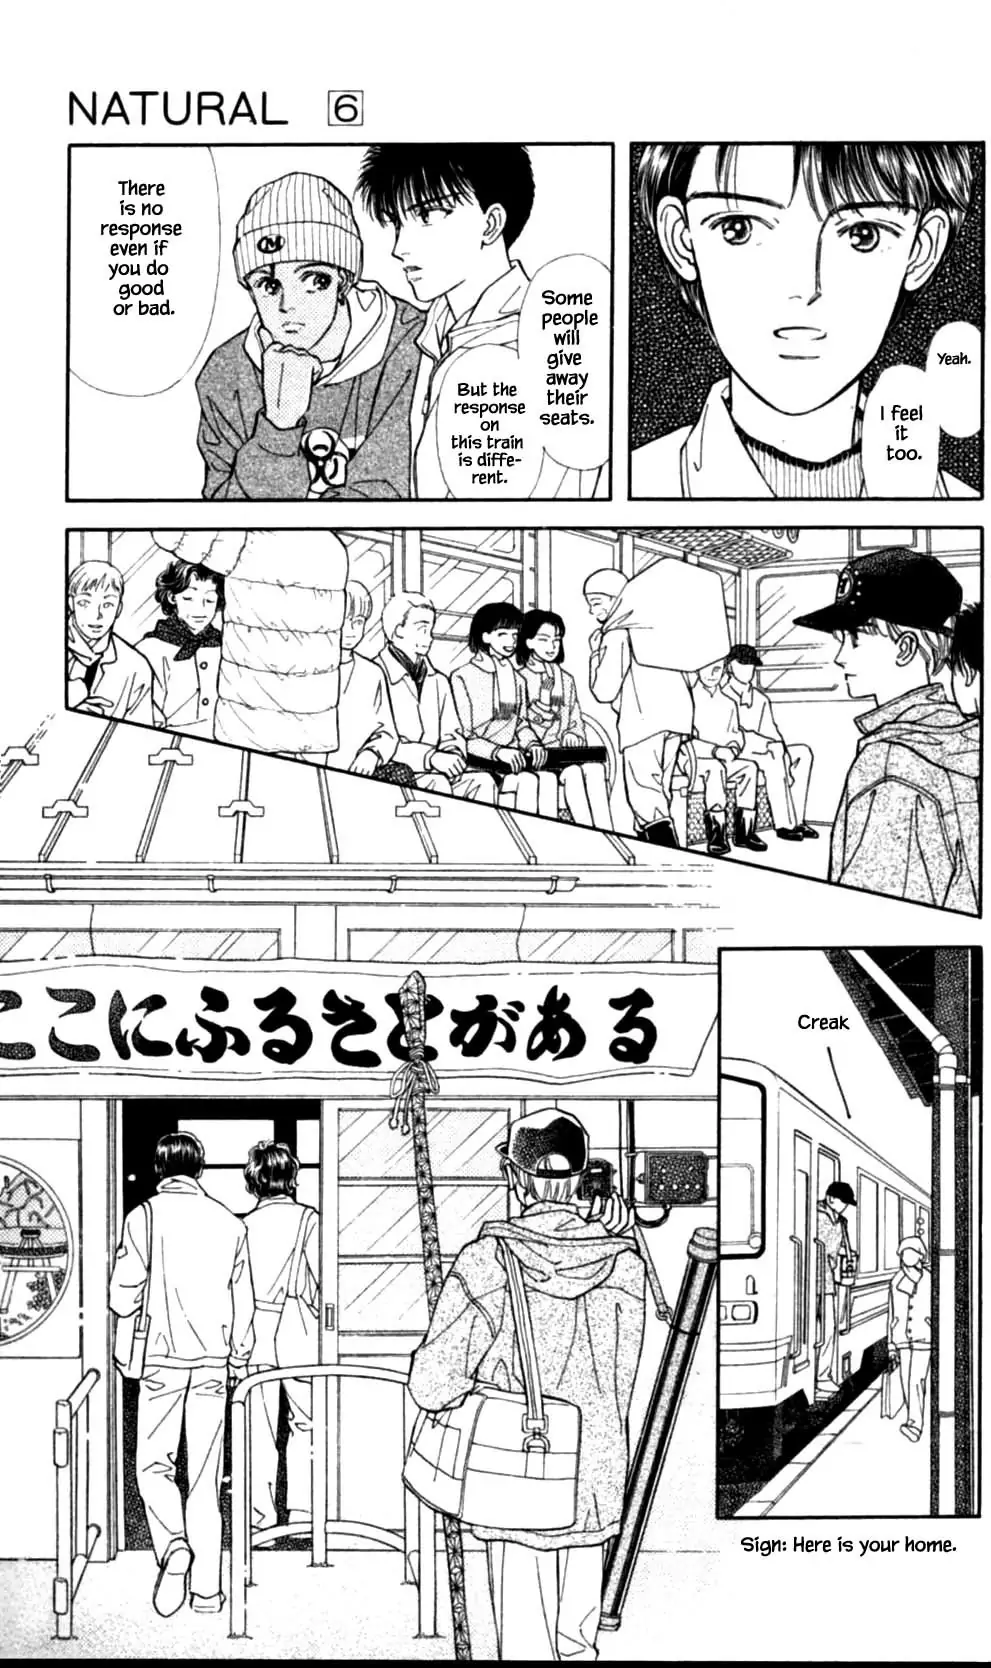 NATURAL 6
Yeah.
I feel
it
too.
Some
people
will
give
away
their
seats.
But the
response
on
this train
is diffe-
rent.
There
is no
response
even if
you do
good
or bad.
N
Creak
ここにふるさとがある
Sign: Here is your home.